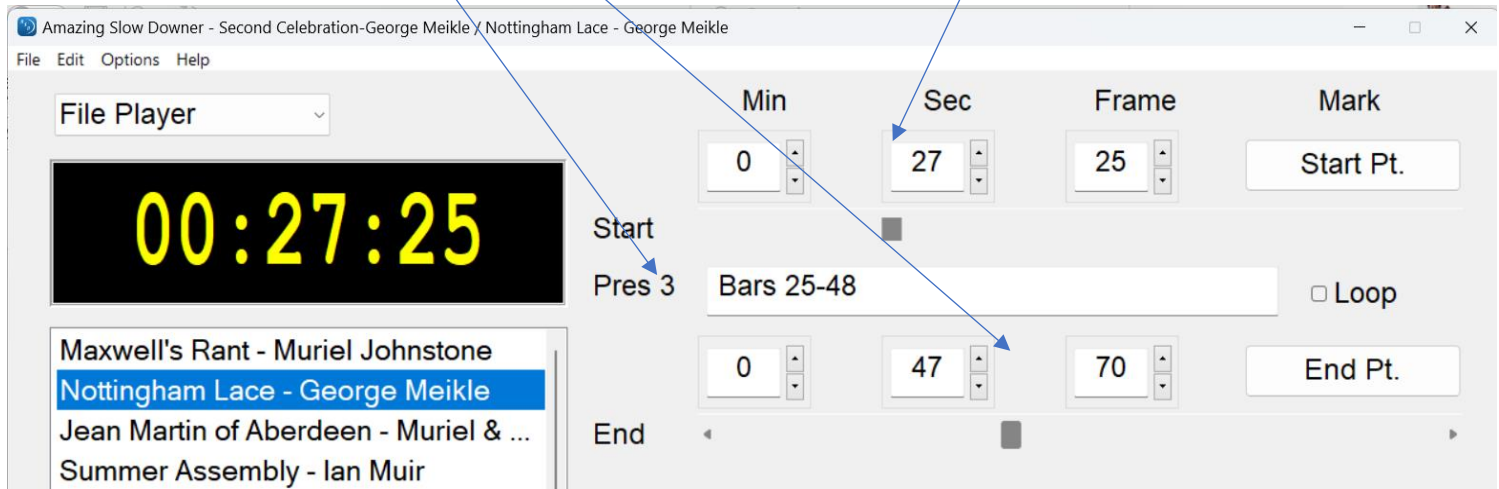 Amazing Slow Downer - Second Celebration-George Meikle / Nottingham Lace - George Meikle
File Edit Options Help
File Player
Min Sec Frame Mark
0 27 25 Start Pt.
00:27:25
Start
Pres 3 Bars 25-48 Loop
0 47 70 End Pt.
End
Maxwell's Rant - Muriel Johnstone
Nottingham Lace - George Meikle
Jean Martin of Aberdeen - Muriel & ...
Summer Assembly - Ian Muir